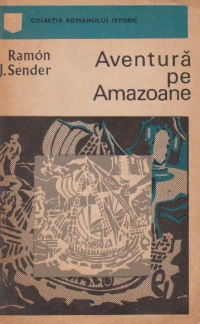 COLECȚIA ROMANULUI ISTORIC
Ramón
J. Sender
Aventură
pe
Amazoane